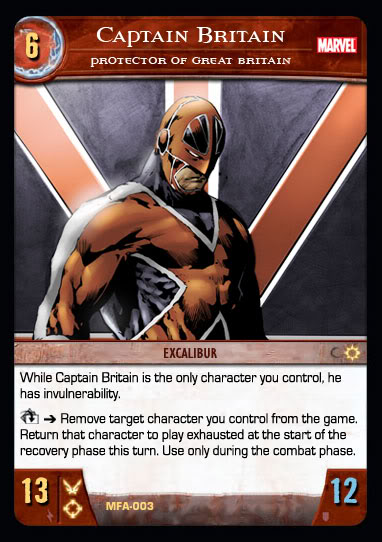 6
Captain Britain
MARVEL
PROTECTOR OF GREAT BRITAIN
EXCALIBUR
While Captain Britain is the only character you control, he
has invulnerability.
➔ Remove target character you control from the game.
Return that character to play exhausted at the start of the
recovery phase this turn. Use only during the combat phase.
13
MFA-003
12